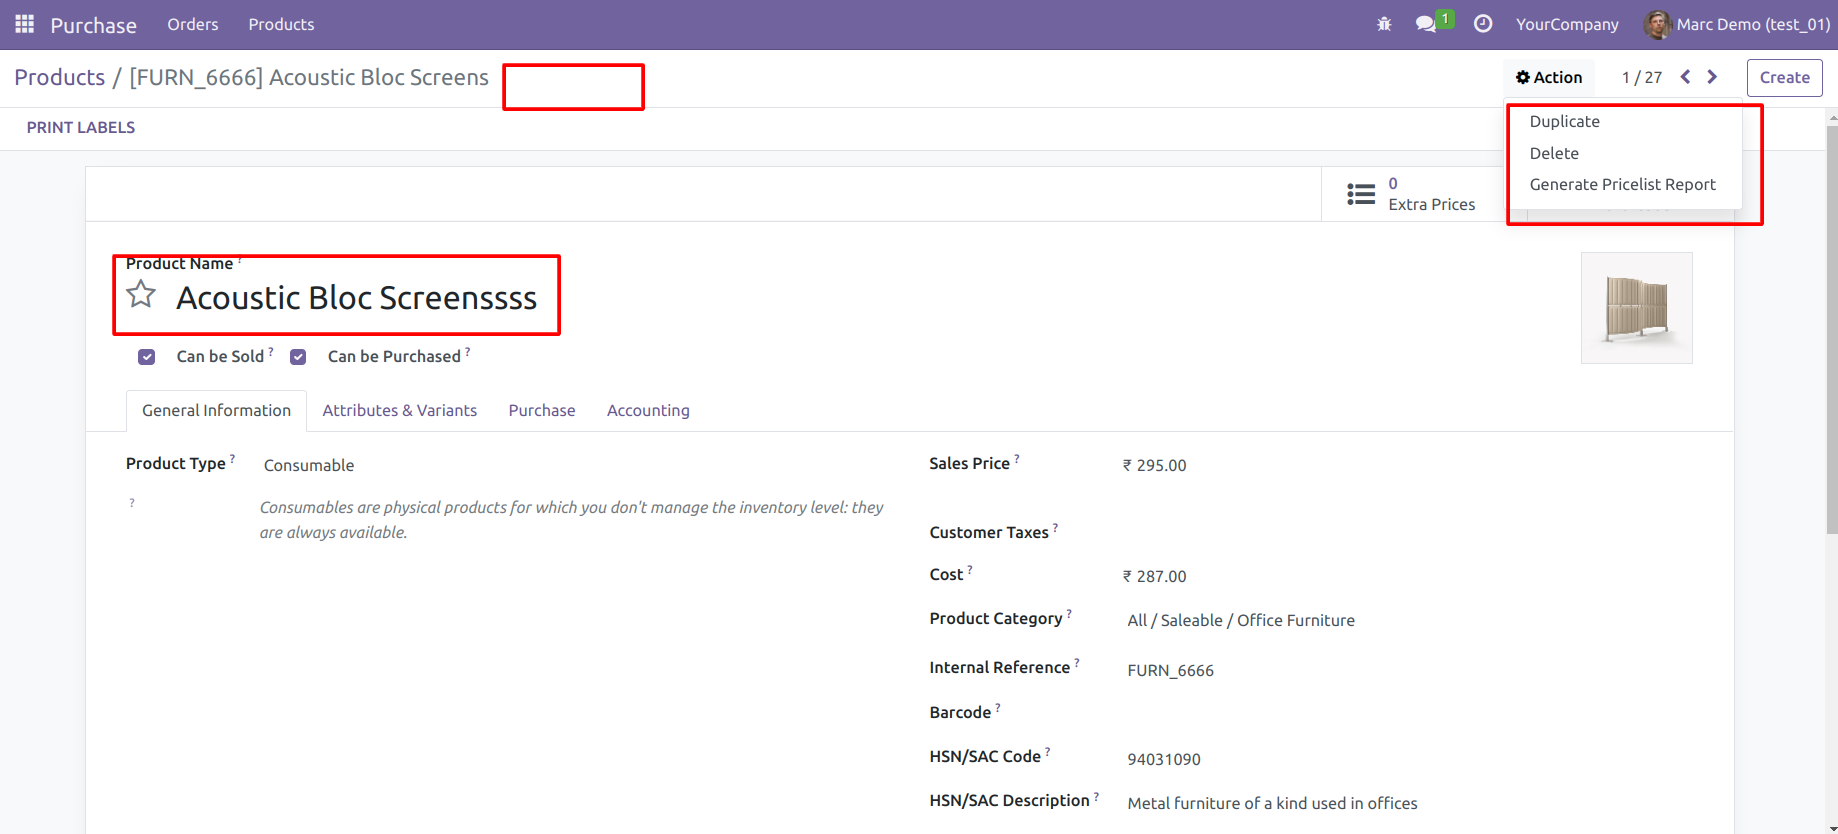 Purchase Orders Products 1 YourCompany Marc Demo (test_01)
Products / [FURN_6666] Acoustic Bloc Screens Action 1 / 27 Create
PRINT LABELS
Duplicate
Delete
Generate Pricelist Report
0
Extra Prices
Product Name ?
Acoustic Bloc Screenssss
Can be Sold ? Can be Purchased ?
General Information Attributes & Variants Purchase Accounting
Product Type ? Consumable
? Consumables are physical products for which you don't manage the inventory level: they
are always available.
Sales Price ? ₹ 295.00
Customer Taxes ?
Cost ? ₹ 287.00
Product Category ? All / Saleable / Office Furniture
Internal Reference ? FURN_6666
Barcode ?
HSN/SAC Code ? 94031090
HSN/SAC Description ? Metal furniture of a kind used in offices